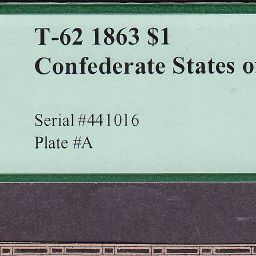 T-62 1863 $1
Confederate States
Serial #441016
Plate #A